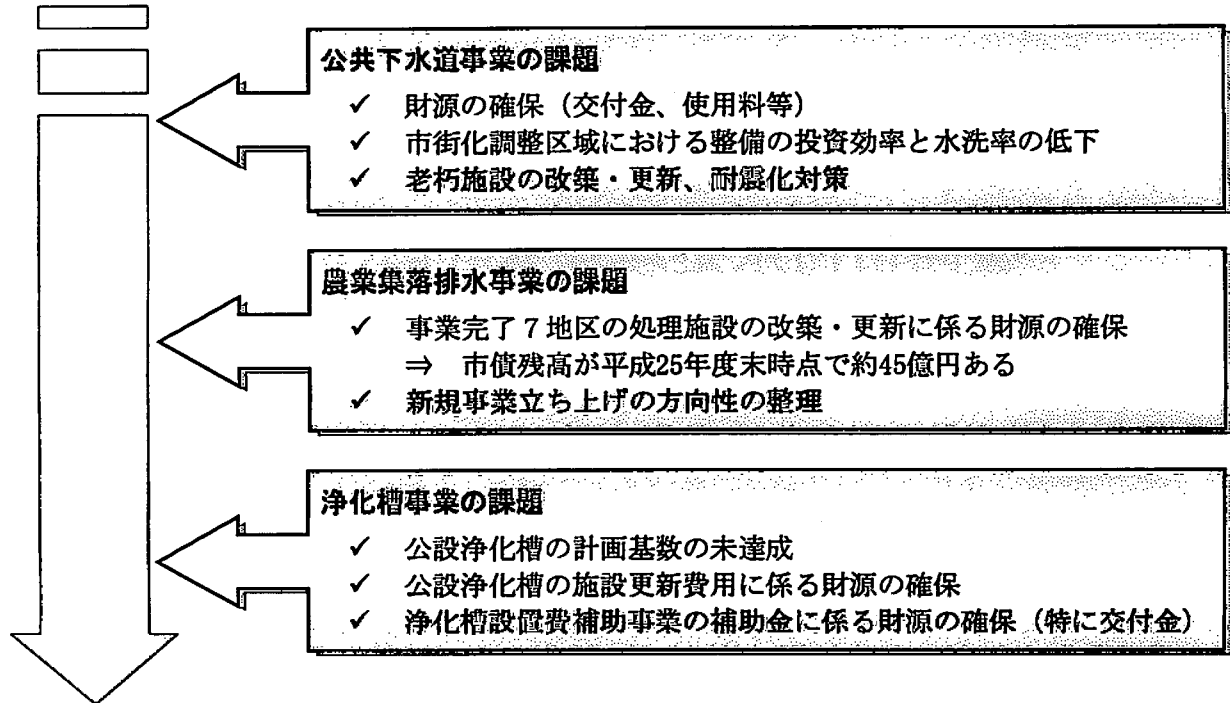 公共下水道事業の課題
✓ 財源の確保（交付金、使用料等）
✓ 市街化調整区域における整備の投資効率と水洗率の低下
✓ 老朽施設の改築・更新、耐震化対策
農業集落排水事業の課題
✓ 事業完了７地区の処理施設の改築・更新に係る財源の確保
⇒ 市債残高が平成25年度末時点で約45億円ある
✓ 新規事業立ち上げの方向性の整理
浄化槽事業の課題
✓ 公設浄化槽の計画基数の未達成
✓ 公設浄化槽の施設更新費用に係る財源の確保
✓ 浄化槽設置費補助事業の補助金に係る財源の確保（特に交付金）